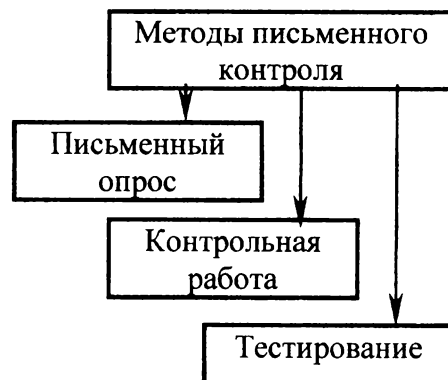 Методы письменного
контроля
Письменный
опрос
Контрольная
работа
Тестирование